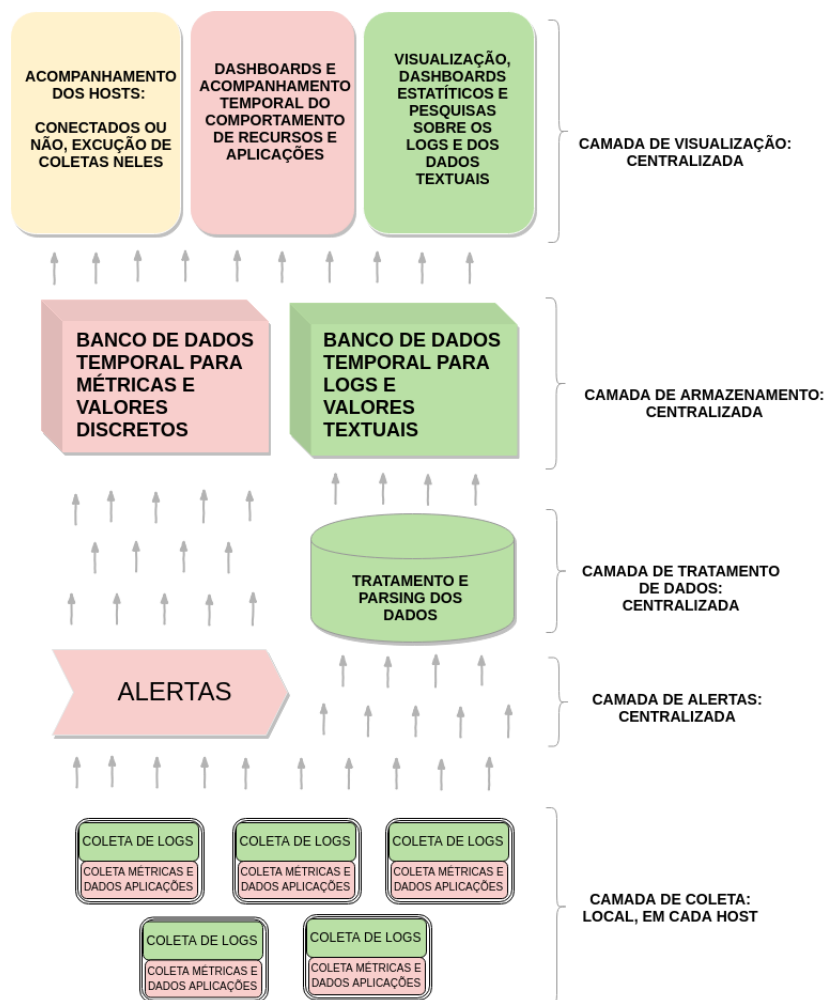 ACOMPANHAMENTO
DOS HOSTS:
CONECTADOS OU
NÃO, EXCUÇÃO DE
COLETAS NELES
DASHBOARDS E
ACOMPANHAMENTO
TEMPORAL DO
COMPORTAMENTO
DE RECURSOS E
APLICAÇÕES
VISUALIZAÇÃO,
DASHBOARDS
ESTATÍTICOS E
PESQUISAS
SOBRE OS
LOGS E DOS
DADOS
TEXTUAIS
CAMADA DE VISUALIZAÇÃO:
CENTRALIZADA
BANCO DE DADOS
TEMPORAL PARA
MÉTRICAS E
VALORES
DISCRETOS
BANCO DE DADOS
TEMPORAL PARA
LOGS E
VALORES
TEXTUAIS
CAMADA DE ARMAZENAMENTO:
CENTRALIZADA
TRATAMENTO E
PARSING DOS
DADOS
CAMADA DE TRATAMENTO
DE DADOS:
CENTRALIZADA
ALERTAS
CAMADA DE ALERTAS:
CENTRALIZADA
COLETA DE LOGS
COLETA MÉTRICAS E
DADOS APLICAÇÕES
COLETA DE LOGS
COLETA MÉTRICAS E
DADOS APLICAÇÕES
COLETA DE LOGS
COLETA MÉTRICAS E
DADOS APLICAÇÕES
COLETA DE LOGS
COLETA MÉTRICAS E
DADOS APLICAÇÕES
COLETA DE LOGS
COLETA MÉTRICAS E
DADOS APLICAÇÕES
CAMADA DE COLETA:
LOCAL, EM CADA HOST